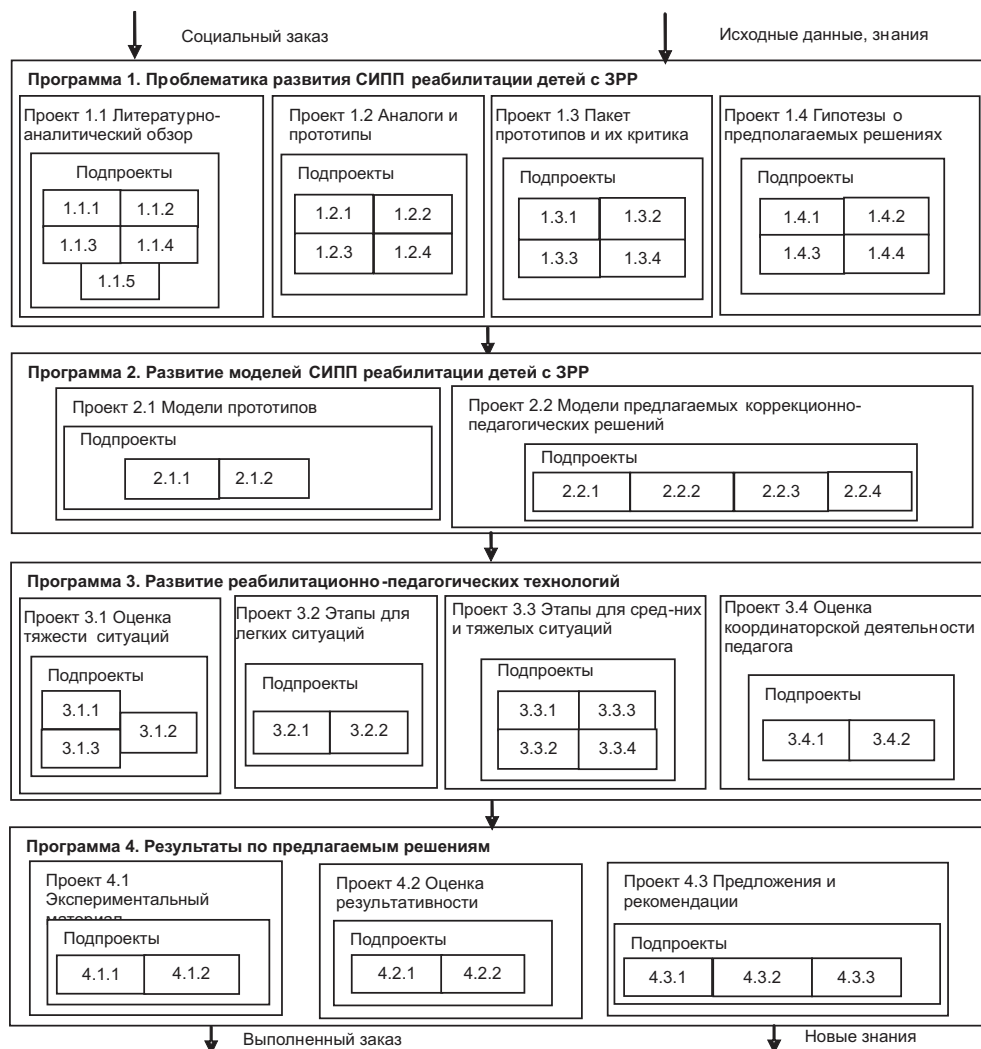 Социальный заказ
Исходные данные, знания
Программа 1. Проблематика развития СИПП реабилитации детей с ЗРР
Проект 1.1 Литературно-
аналитический обзор
Подпроекты
1.1.1 1.1.2
1.1.3 1.1.4
1.1.5
Проект 1.2 Аналоги и
прототипы
Подпроекты
1.2.1 1.2.2
1.2.3 1.2.4
Проект 1.3 Пакет
прототипов и их критика
Подпроекты
1.3.1 1.3.2
1.3.3 1.3.4
Проект 1.4 Гипотезы о
предполагаемых решениях
Подпроекты
1.4.1 1.4.2
1.4.3 1.4.4
Программа 2. Развитие моделей СИПП реабилитации детей с ЗРР
Проект 2.1 Модели прототипов
Подпроекты
2.1.1 2.1.2
Проект 2.2 Модели предлагаемых коррекционно-
педагогических решений
Подпроекты
2.2.1 2.2.2 2.2.3 2.2.4
Программа 3. Развитие реабилитационно-педагогических технологий
Проект 3.1 Оценка
тяжести ситуаций
Подпроекты
3.1.1
3.1.2
3.1.3
Проект 3.2 Этапы для
легких ситуаций
Подпроекты
3.2.1 3.2.2
Проект 3.3 Этапы для сред-них
и тяжелых ситуаций
Подпроекты
3.3.1 3.3.3
3.3.2 3.3.4
Проект 3.4 Оценка
координаторской деятельности
педагога
Подпроекты
3.4.1 3.4.2
Программа 4. Результаты по предлагаемым решениям
Проект 4.1
Экспериментальный
материал
Подпроекты
4.1.1 4.1.2
Проект 4.2 Оценка
результативности
Подпроекты
4.2.1 4.2.2
Проект 4.3 Предложения и
рекомендации
Подпроекты
4.3.1 4.3.2 4.3.3
Выполненный заказ
Новые знания